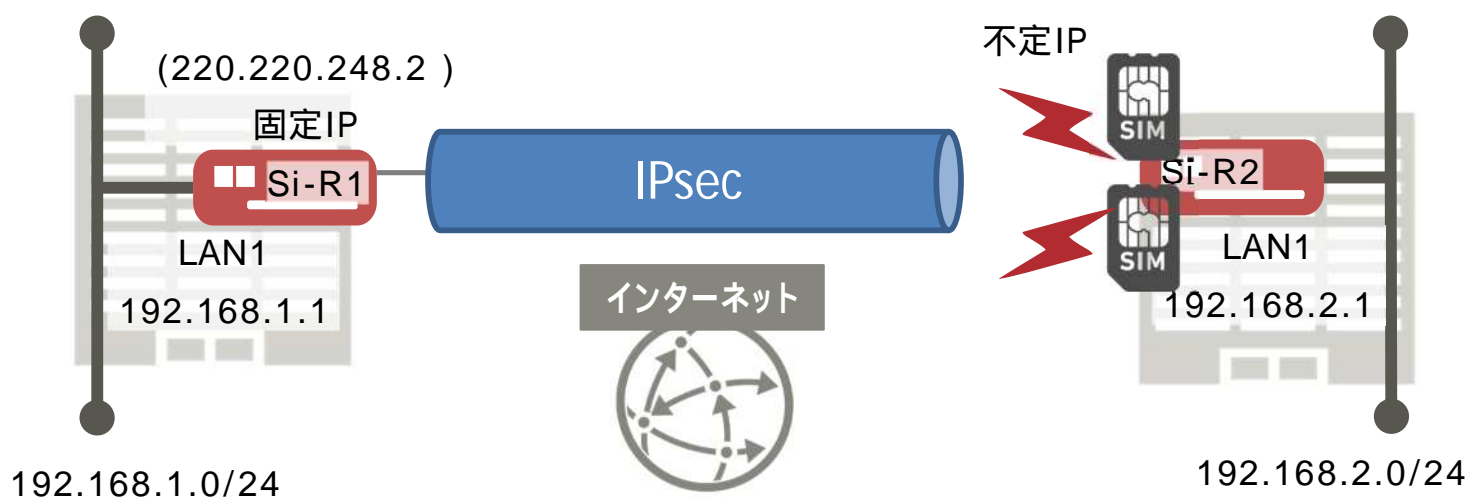 (220.220.248.2 )
固定IP
Si-R1
LAN1
192.168.1.1
192.168.1.0/24
IPsec
インターネット
不定IP
SIM
Si-R2
SIM
LAN1
192.168.2.1
192.168.2.0/24